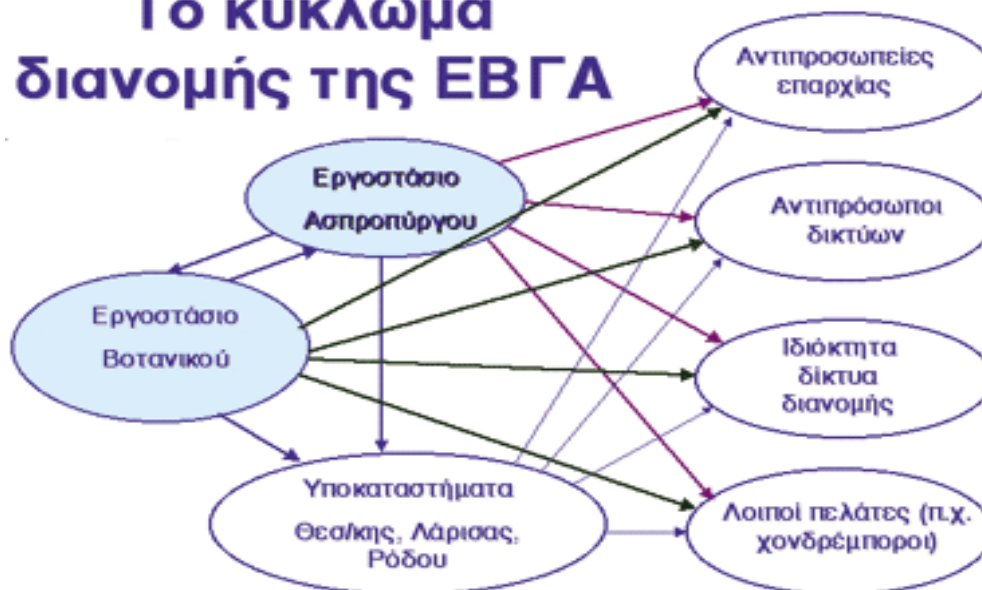 Το κύκλωμα
διανομής της ΕΒΓΑ
Αντιπροσωπείες
επαρχίας
Εργοστάσιο
Ασπροπύργου
Αντιπρόσωποι
δικτύων
Εργοστάσιο
Βοτανικού
Ιδιόκτητα
δίκτυα
διανομής
Υποκαταστήματα
Θεσ/κης, Λάρισας,
Ρόδου
Λοιποί πελάτες (π.χ.
χονδρέμποροι)